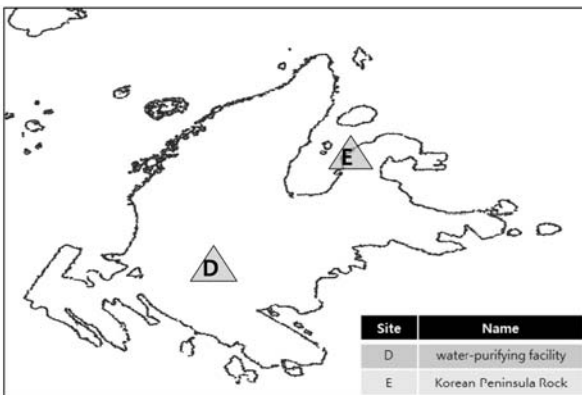 E
D
Site Name
D water-purifying facility
E Korean Peninsula Rock